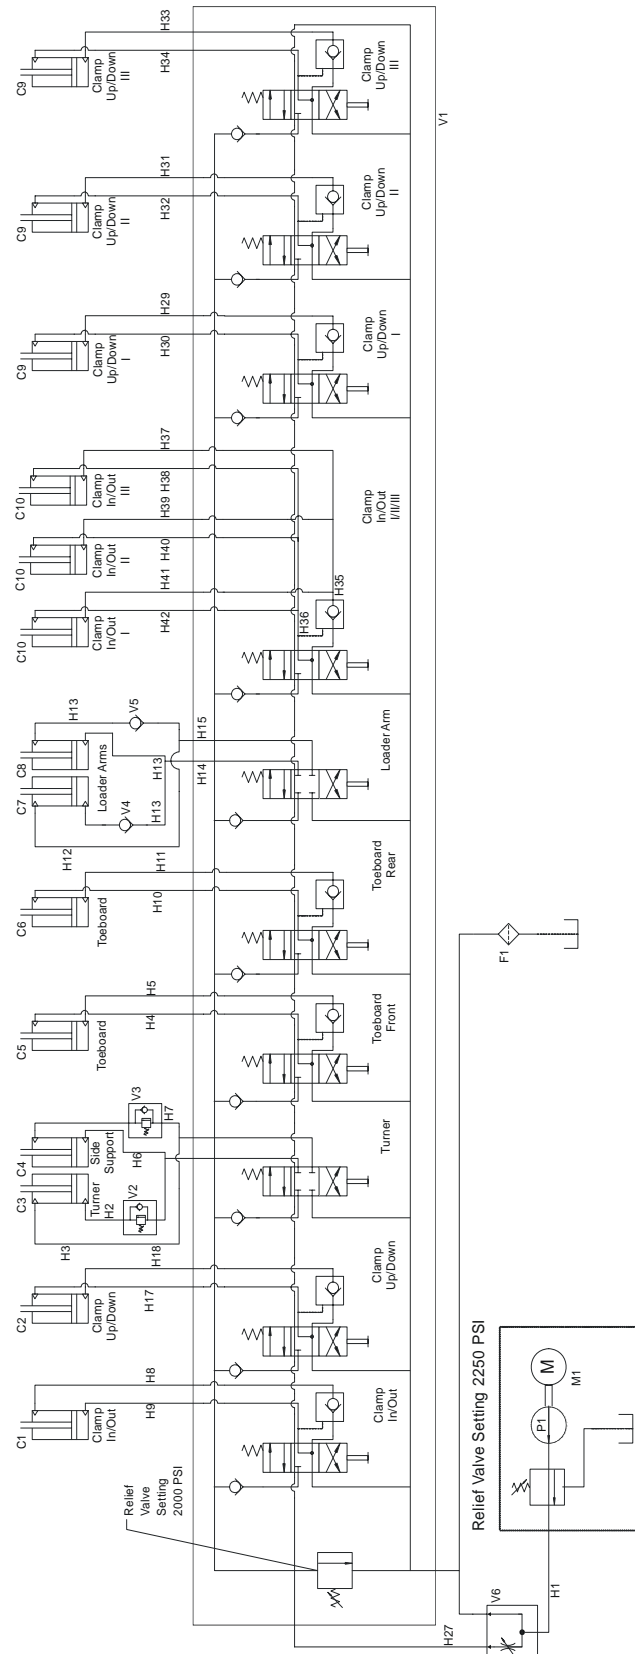 H33
H34
C9
Clamp
Up/Down
III
Clamp
Up/Down
III
V1
H31
H32
C9
Clamp
Up/Down
II
Clamp
Up/Down
II
H29
H30
C9
Clamp
Up/Down
I
Clamp
Up/Down
I
H37
H38
H39
C10
Clamp
In/Out
III
Clamp
In/Out
I/II/III
H40
H41
C10
Clamp
In/Out
II
H42
C10
Clamp
In/Out
I
H35
H36
H13
V5
H15
C8
C7
Loader Arms
H13
H14
V4
H13
Loader Arm
H12
H11
H10
C6
Toeboard
Toeboard
Rear
H5
H4
C5
Toeboard
Toeboard
Front
V3
H7
C4
Side
Support
H6
C3
Turner
H2
V2
Turner
H3
H18
H17
C2
Clamp
Up/Down
Clamp
Up/Down
H8
H9
C1
Clamp
In/Out
Clamp
In/Out
Relief
Valve
Setting
2000 PSI
F1
Relief Valve Setting 2250 PSI
M
M1
P1
V6
H1
H27